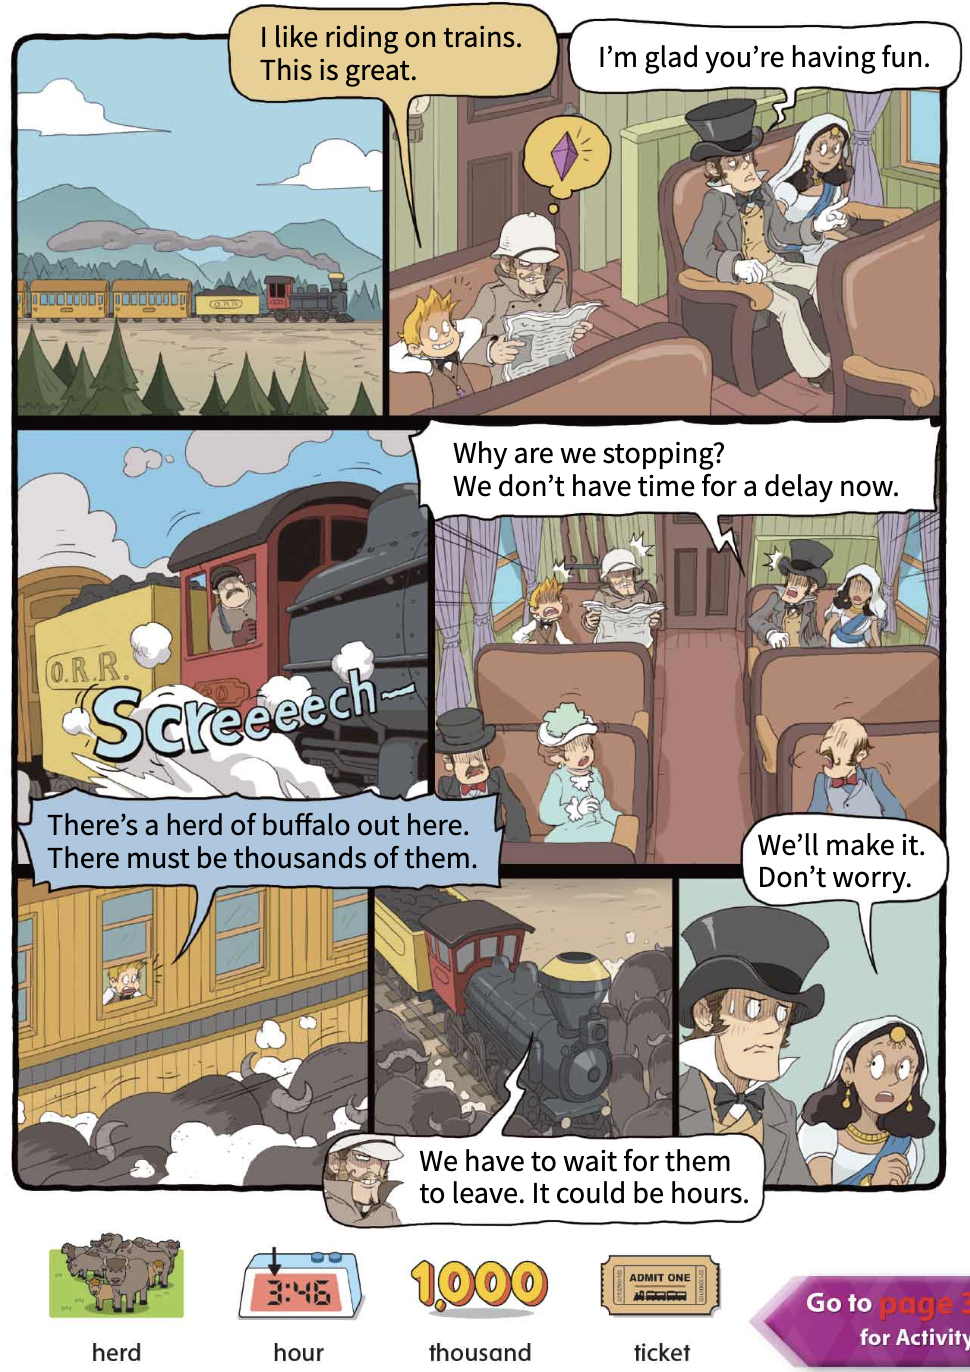 I like riding on trains.
This is great.
I'm glad you're having fun.
O.R.R.
Why are we stopping?
We don't have time for a delay now.
O.R.R.
Screeeech~
There's a herd of buffalo out here.
There must be thousands of them.
We'll make it.
Don't worry.
We have to wait for them
to leave. It could be hours.
3:46
1,000
ADMIT ONE
herd
hour
thousand
ticket
Go to page 3
for Activity